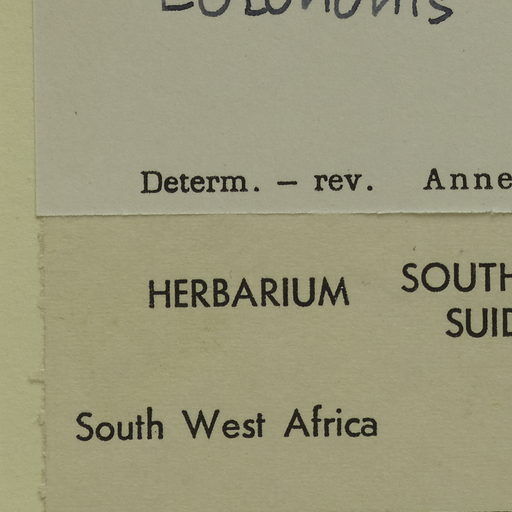 Determ. — rev. Anne
HERBARIUM SOUTH
SUID
South West Africa